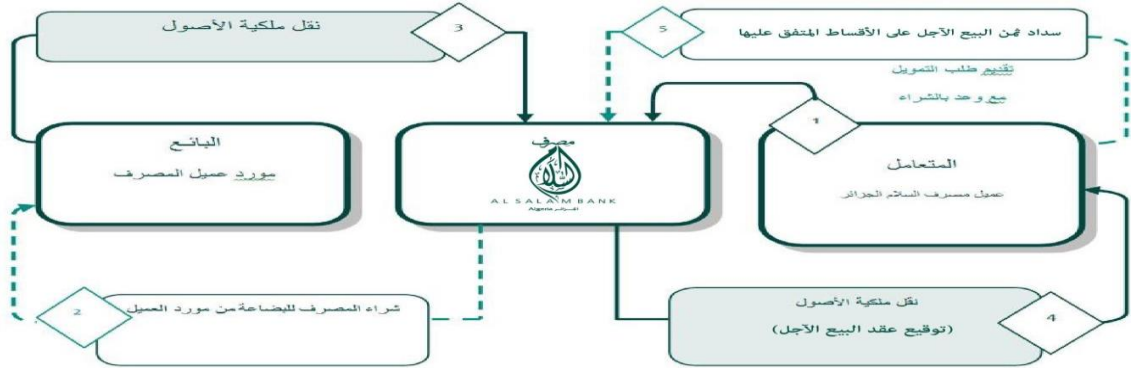 نقل ملكية الأصول
3
5
سداد ثمن البيع الآجل على الأقساط المتفق عليها
تقديم طلب التمويل
مع وعد بالشراء
1
البائع
مورد عميل المصرف
مصرف
السلام
AL SALAM BANK
Algeria الجزائر
المتعامل
عميل مصرف السلام الجزائر
2
شراء المصرف للبضاعة من مورد العميل
نقل ملكية الأصول
(توقيع عقد البيع الآجل)
4